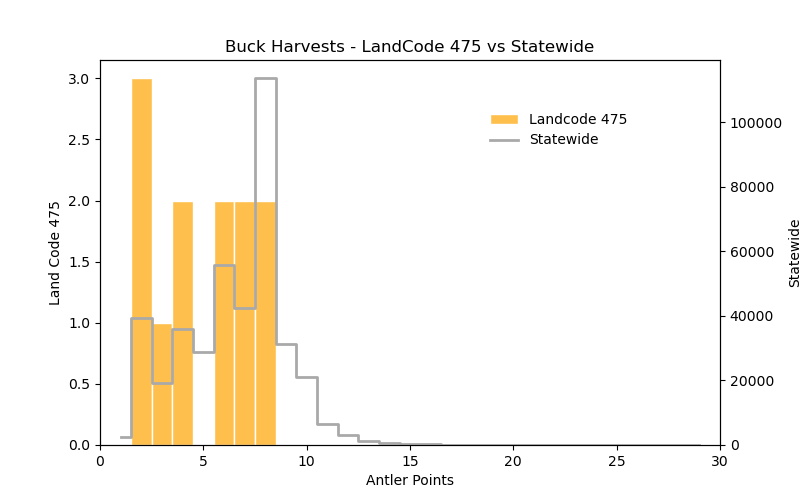 Buck Harvests - LandCode 475 vs Statewide
Landcode 475
Statewide
3.0
2.5
2.0
1.5
1.0
0.5
0.0
Land Code 475
100000
80000
60000
40000
20000
0
Statewide
0 5 10 15 20 25 30
Antler Points